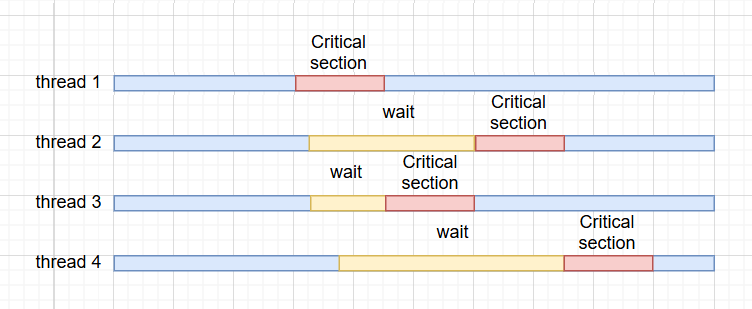 Critical
section
thread 1
wait
Critical
section
thread 2
wait
Critical
section
thread 3
wait
Critical
section
thread 4